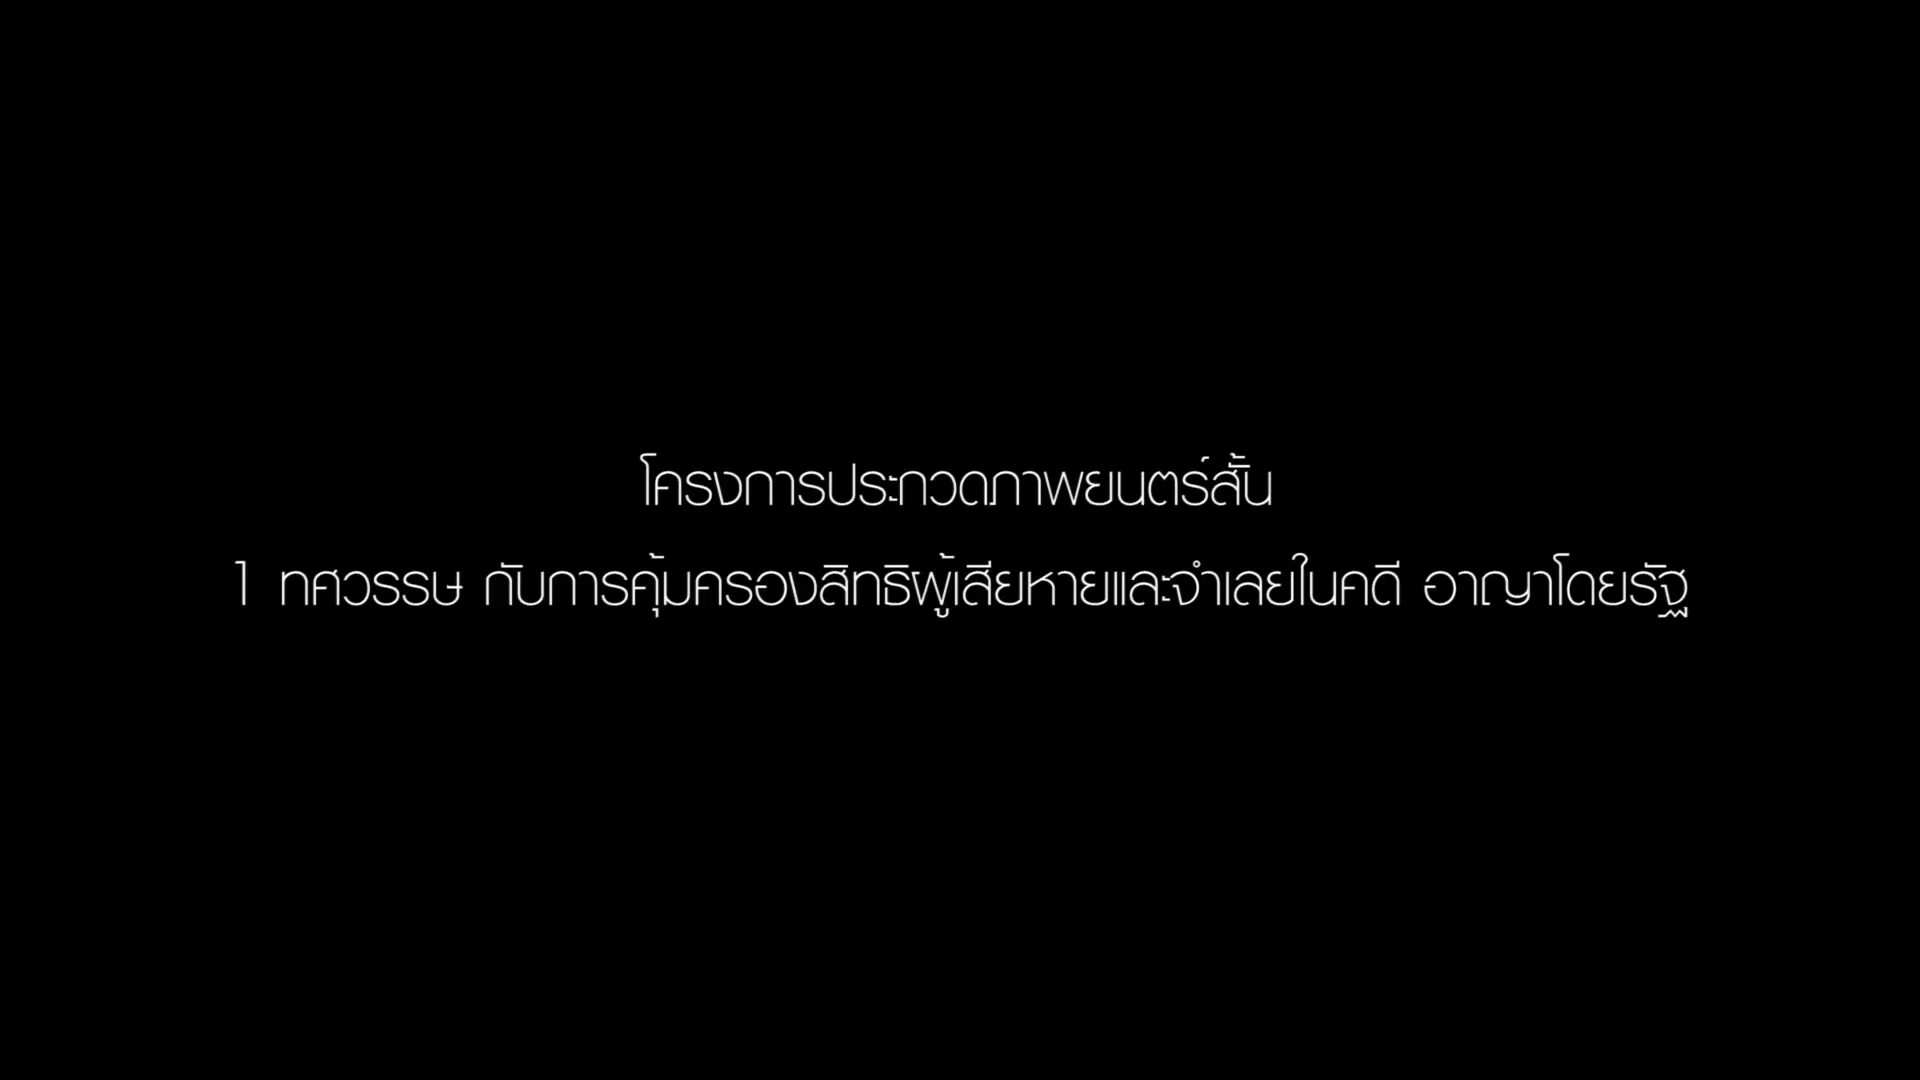 โครงการประกวดภาพยนตร์สั้น
1 ทศวรรษ กับการคุ้มครองสิทธิผู้เสียหายและจำเลยในคดี อาญาโดยรัฐ